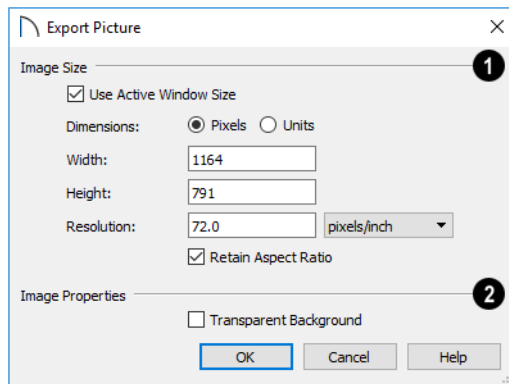 Export Picture
Image Size
1
Use Active Window Size
Dimensions: Pixels Units
Width: 1164
Height: 791
Resolution: 72.0 pixels/inch
Retain Aspect Ratio
Image Properties
2
Transparent Background
OK Cancel Help